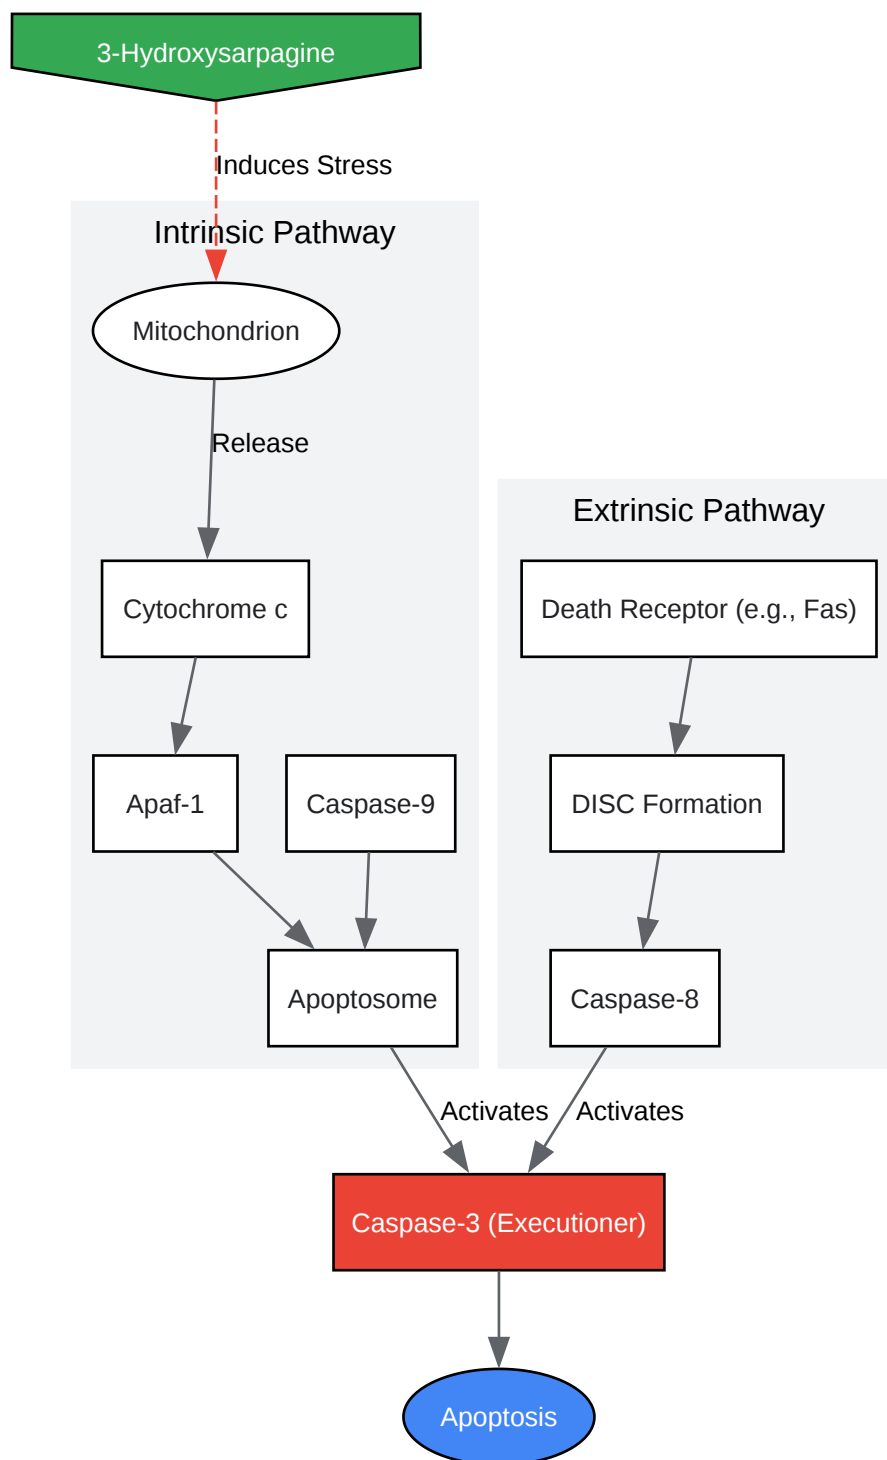 3-Hydroxysarpagine
Induces Stress
Intrinsic Pathway
Mitochondrion
Release
Cytochrome c
Apaf-1
Caspase-9
Apoptosome
Extrinsic Pathway
Death Receptor (e.g., Fas)
DISC Formation
Caspase-8
Activates
Activates
Caspase-3 (Executioner)
Apoptosis